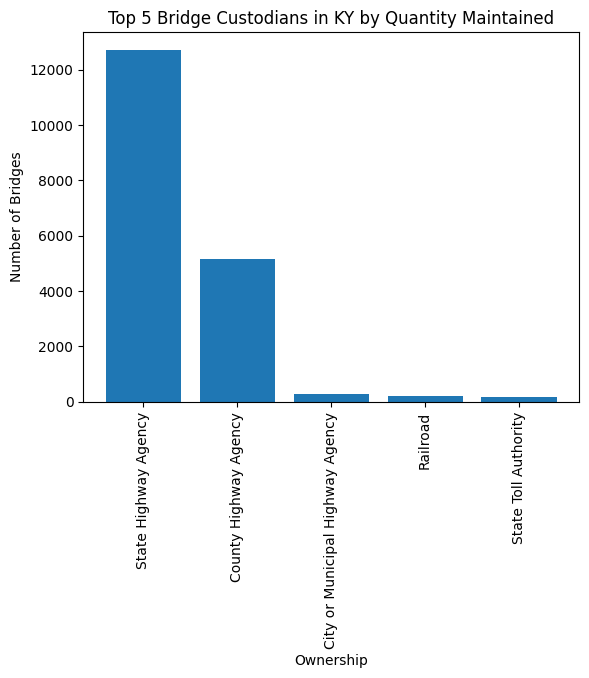 Top 5 Bridge Custodians in KY by Quantity Maintained
Number of Bridges
12000
10000
8000
6000
4000
2000
0
State Highway Agency
County Highway Agency
City or Municipal Highway Agency
Railroad
State Toll Authority
Ownership